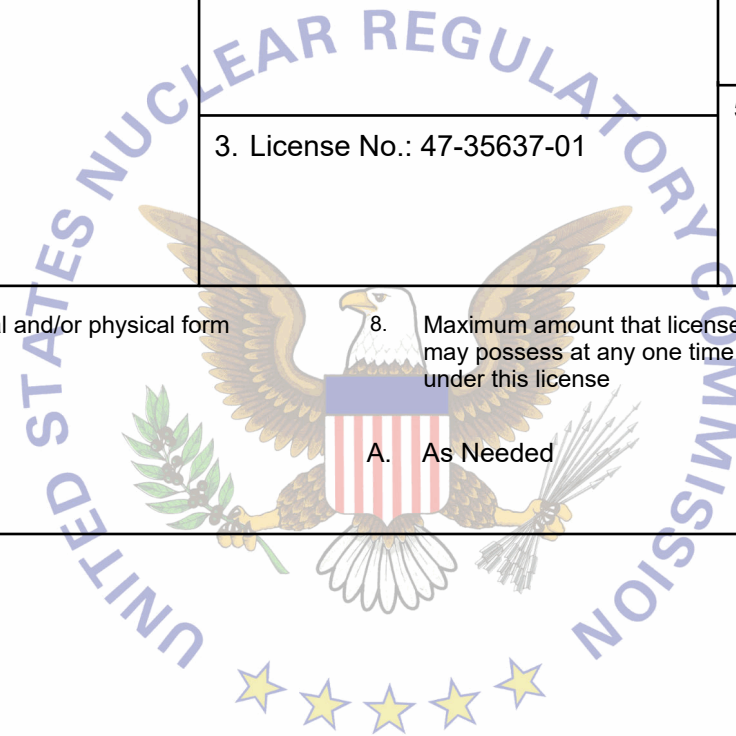 UNITED STATES NUCLEAR REGULATORY COMMISSION
3. License No.: 47-35637-01
and/or physical form
8. Maximum amount that
may possess at any one time
under this license
A. As Needed